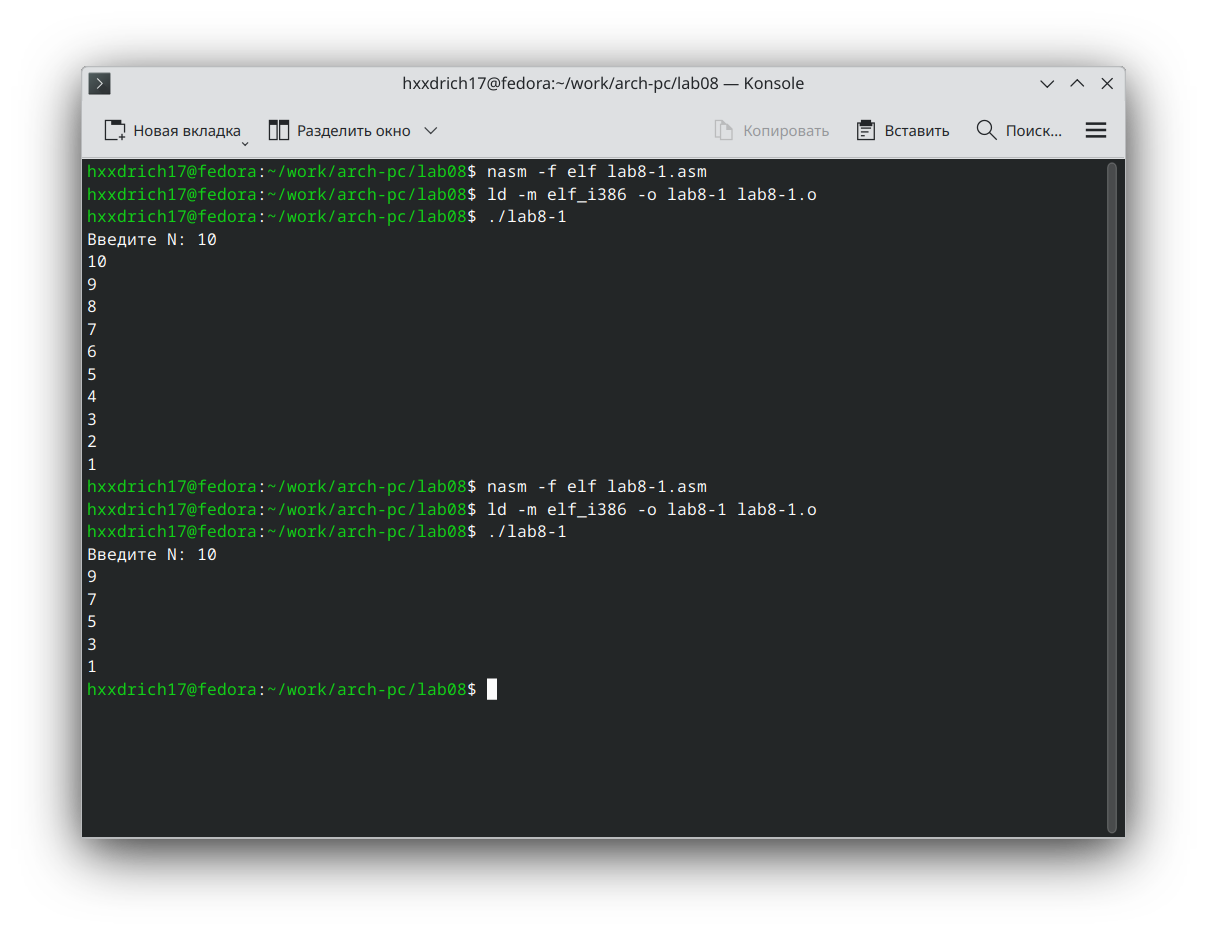 hxxdrich17@fedora:~/work/arch-pc/lab08 — Konsole
Новая вкладка Разделить окно Копировать Вставить Поиск...
hxxdrich17@fedora:~/work/arch-pc/lab08$ nasm -f elf lab8-1.asm
hxxdrich17@fedora:~/work/arch-pc/lab08$ ld -m elf_i386 -o lab8-1 lab8-1.o
hxxdrich17@fedora:~/work/arch-pc/lab08$ ./lab8-1
Введите N: 10
10
9
8
7
6
5
4
3
2
1
hxxdrich17@fedora:~/work/arch-pc/lab08$ nasm -f elf lab8-1.asm
hxxdrich17@fedora:~/work/arch-pc/lab08$ ld -m elf_i386 -o lab8-1 lab8-1.o
hxxdrich17@fedora:~/work/arch-pc/lab08$ ./lab8-1
Введите N: 10
9
7
5
3
1
hxxdrich17@fedora:~/work/arch-pc/lab08$